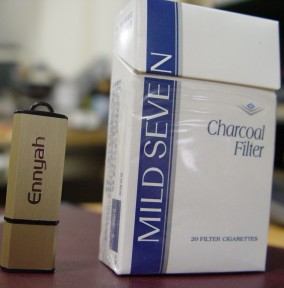 Ennyah
MILD SEVEN
Charcoal
Filter
20 FILTER CIGARETTES